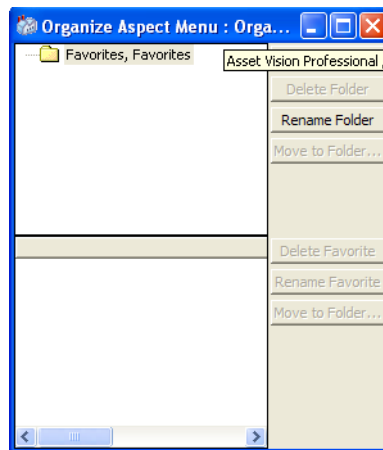 Organize Aspect Menu : Orga...
Favorites, Favorites
Asset Vision Professional
Delete Folder
Rename Folder
Move to Folder...
Delete Favorite
Rename Favorite
Move to Folder...